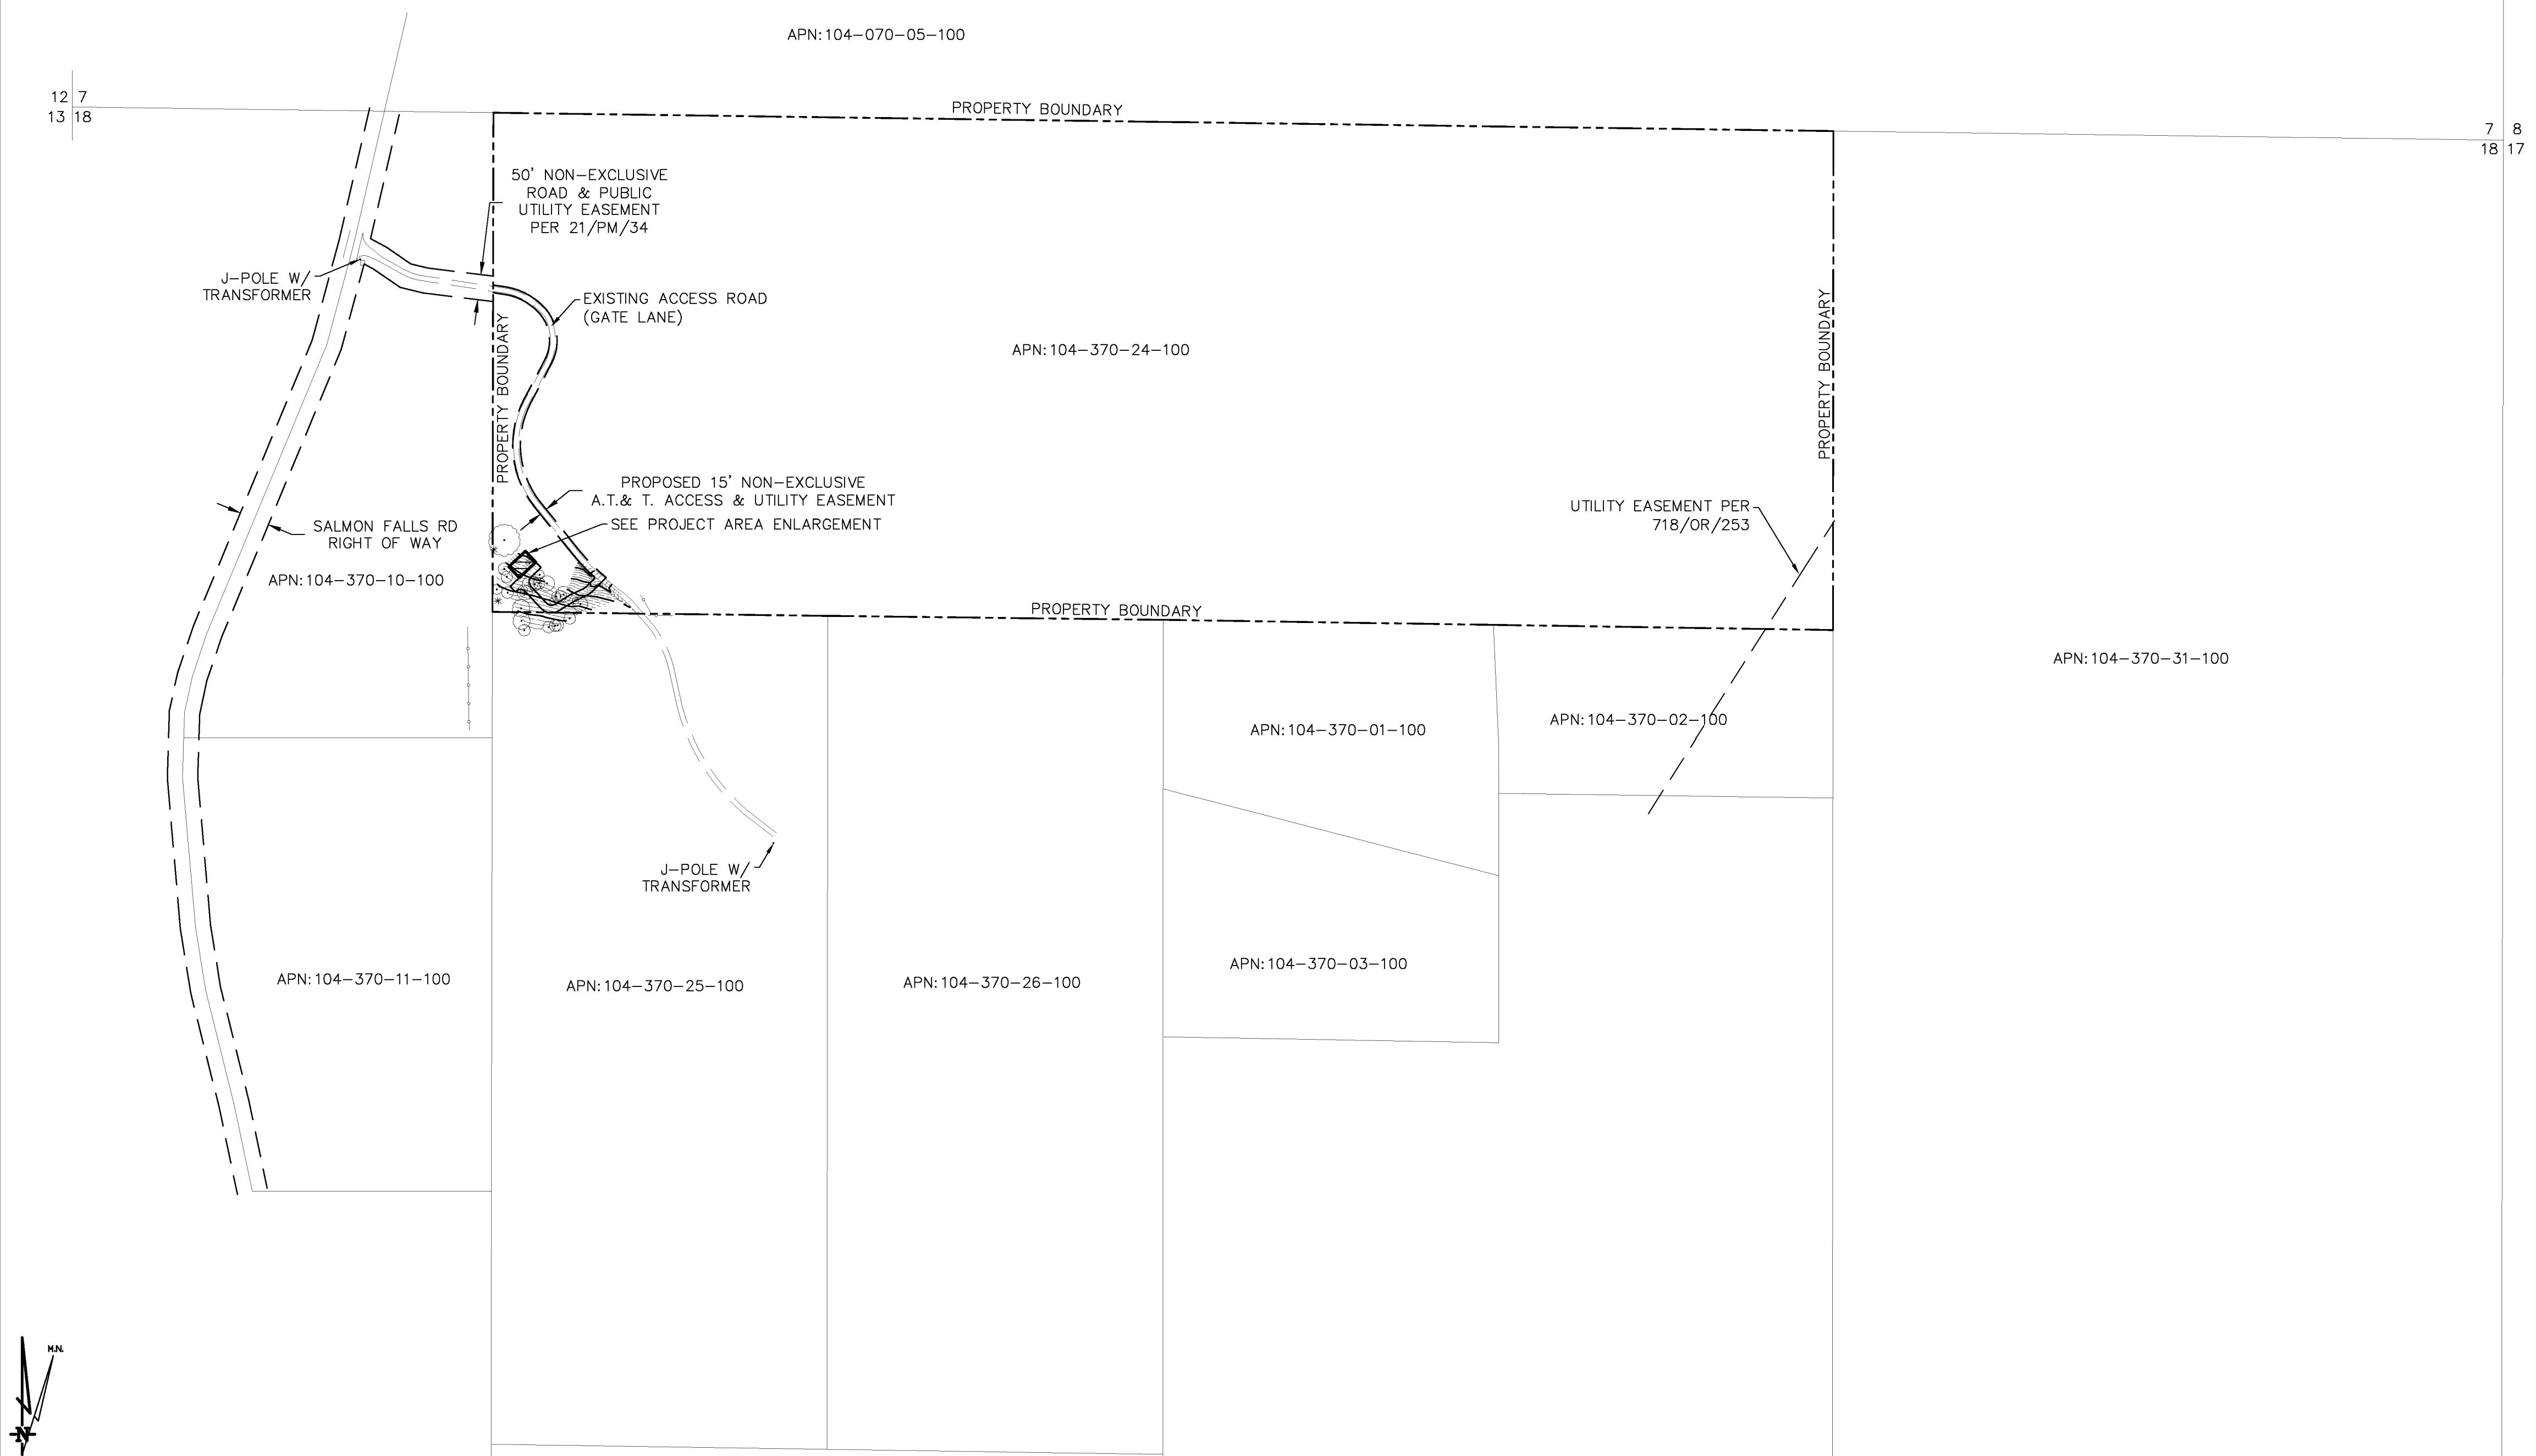 APN: 104-070-05-100
12 7
13 18
PROPERTY BOUNDARY
7 8
18 17
50' NON-EXCLUSIVE
ROAD & PUBLIC
UTILITY EASEMENT
PER 21/PM/34
J-POLE W/
TRANSFORMER
EXISTING ACCESS ROAD
(GATE LANE)
PROPERTY BOUNDARY
PROPERTY BOUNDARY
APN: 104-370-24-100
PROPOSED 15' NON-EXCLUSIVE
A.T.& T. ACCESS & UTILITY EASEMENT
SEE PROJECT AREA ENLARGEMENT
UTILITY EASEMENT PER
718/OR/253
SALMON FALLS RD
RIGHT OF WAY
APN: 104-370-10-100
PROPERTY BOUNDARY
APN: 104-370-31-100
APN: 104-370-01-100
APN: 104-370-02-100
J-POLE W/
TRANSFORMER
APN: 104-370-11-100
APN: 104-370-25-100
APN: 104-370-26-100
APN: 104-370-03-100
M.N.
N